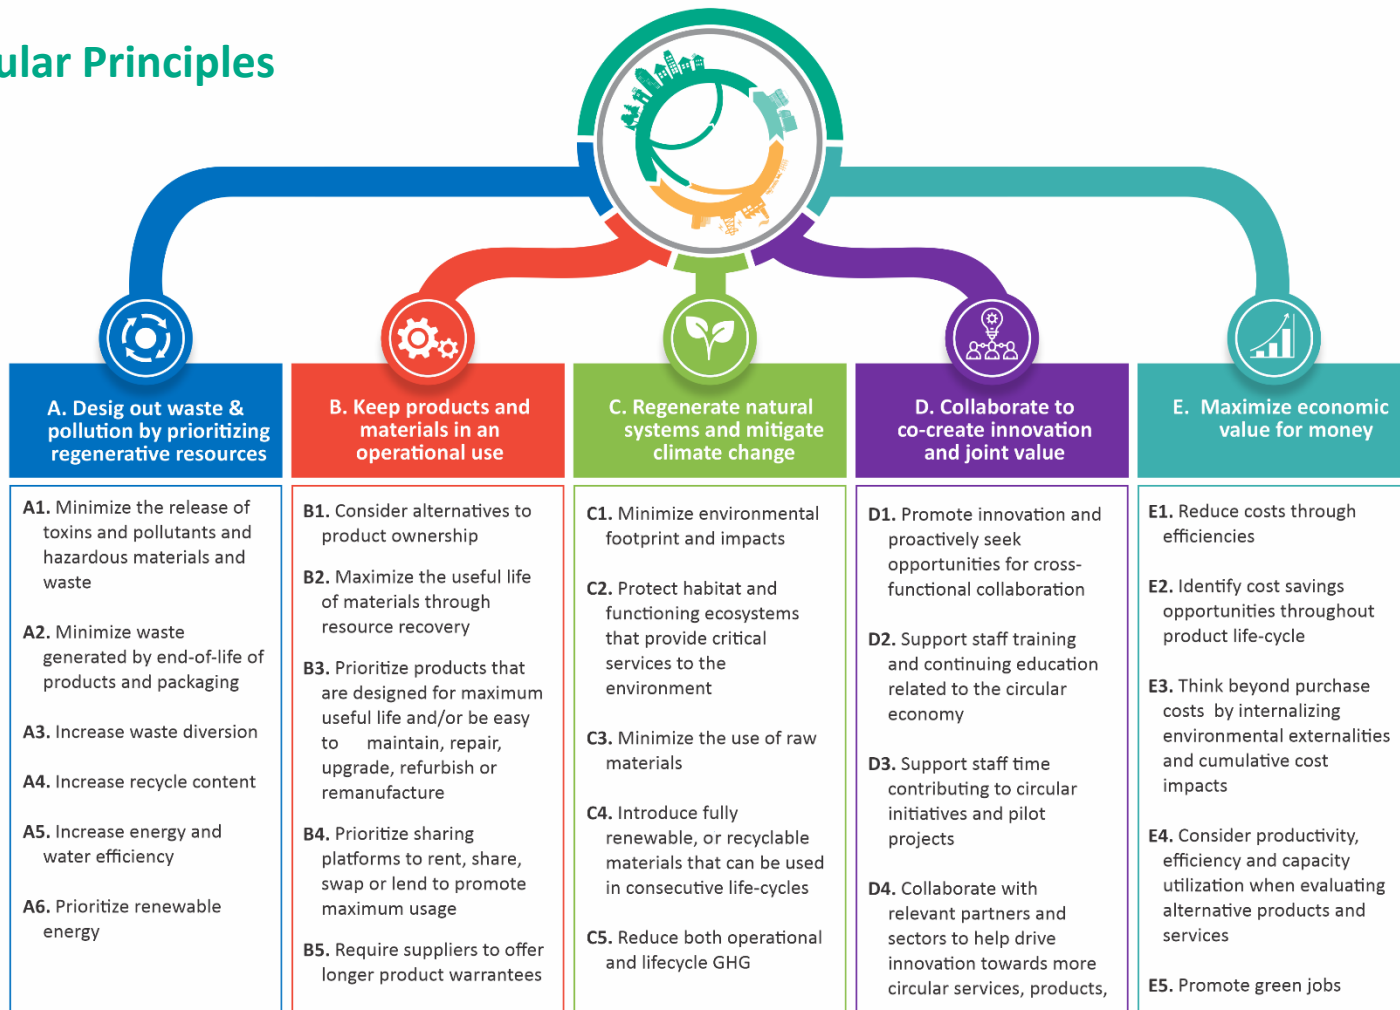 ular Principles
A. Desig out waste &
pollution by prioritizing
regenerative resources
A1. Minimize the release of
toxins and pollutants and
hazardous materials and
waste
A2. Minimize waste
generated by end-of-life of
products and packaging
A3. Increase waste diversion
A4. Increase recycle content
A5. Increase energy and
water efficiency
A6. Prioritize renewable
energy
B. Keep products and
materials in an
operational use
B1. Consider alternatives to
product ownership
B2. Maximize the useful life
of materials through
resource recovery
B3. Prioritize products that
are designed for maximum
useful life and/or be easy
to maintain, repair,
upgrade, refurbish or
remanufacture
B4. Prioritize sharing
platforms to rent, share,
swap or lend to promote
maximum usage
B5. Require suppliers to offer
longer product warrantees
C. Regenerate natural
systems and mitigate
climate change
C1. Minimize environmental
footprint and impacts
C2. Protect habitat and
functioning ecosystems
that provide critical
services to the
environment
C3. Minimize the use of raw
materials
C4. Introduce fully
renewable, or recyclable
materials that can be used
in consecutive life-cycles
C5. Reduce both operational
and lifecycle GHG
D. Collaborate to
co-create innovation
and joint value
D1. Promote innovation and
proactively seek
opportunities for cross-
functional collaboration
D2. Support staff training
and continuing education
related to the circular
economy
D3. Support staff time
contributing to circular
initiatives and pilot
projects
D4. Collaborate with
relevant partners and
sectors to help drive
innovation towards more
circular services, products,
E. Maximize economic
value for money
E1. Reduce costs through
efficiencies
E2. Identify cost savings
opportunities throughout
product life-cycle
E3. Think beyond purchase
costs by internalizing
environmental externalities
and cumulative cost
impacts
E4. Consider productivity,
efficiency and capacity
utilization when evaluating
alternative products and
services
E5. Promote green jobs